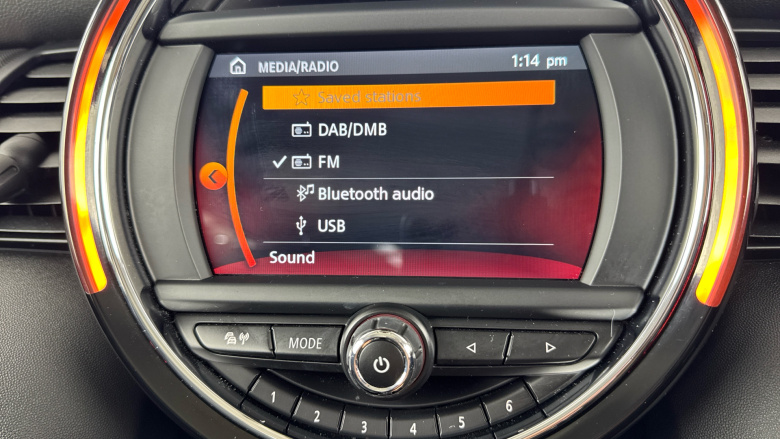 MEDIA/RADIO 1:14 pm
Saved stations
DAB/DMB
FM
Bluetooth audio
USB
Sound
MODE
1 2 3 4 5 6